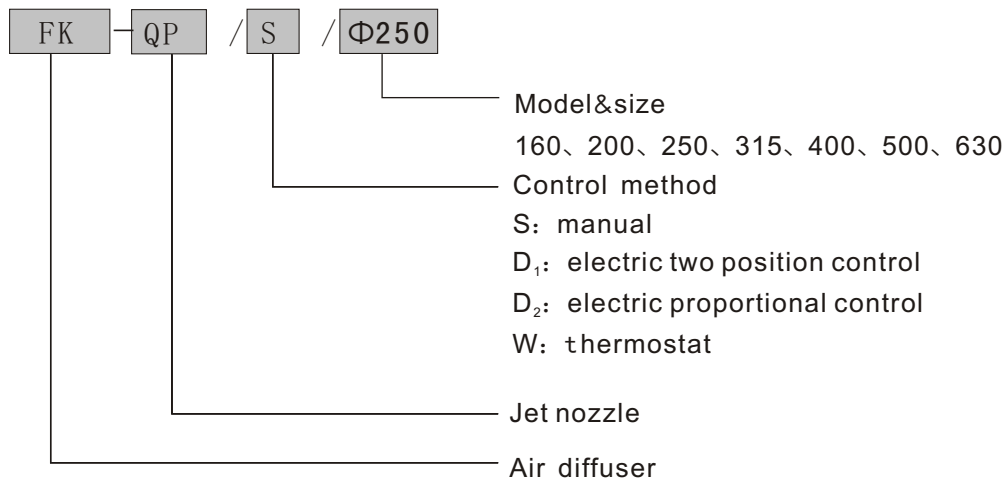 FK-QP/S/Φ250
Model&size
160、200、250、315、400、500、630
Control method
S：manual
D₁：electric two position control
D₂：electric proportional control
W：thermostat
Jet nozzle
Air diffuser